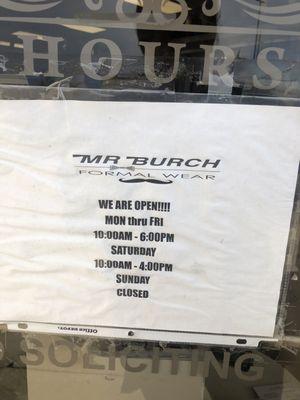 HOURS
MR BURCH
FORMAL WEAR
WE ARE OPEN!!!!
MON thru FRI
10:00AM - 6:00PM
SATURDAY
10:00AM - 4:00PM
SUNDAY
CLOSED
Office DEPOT
SOLICITING